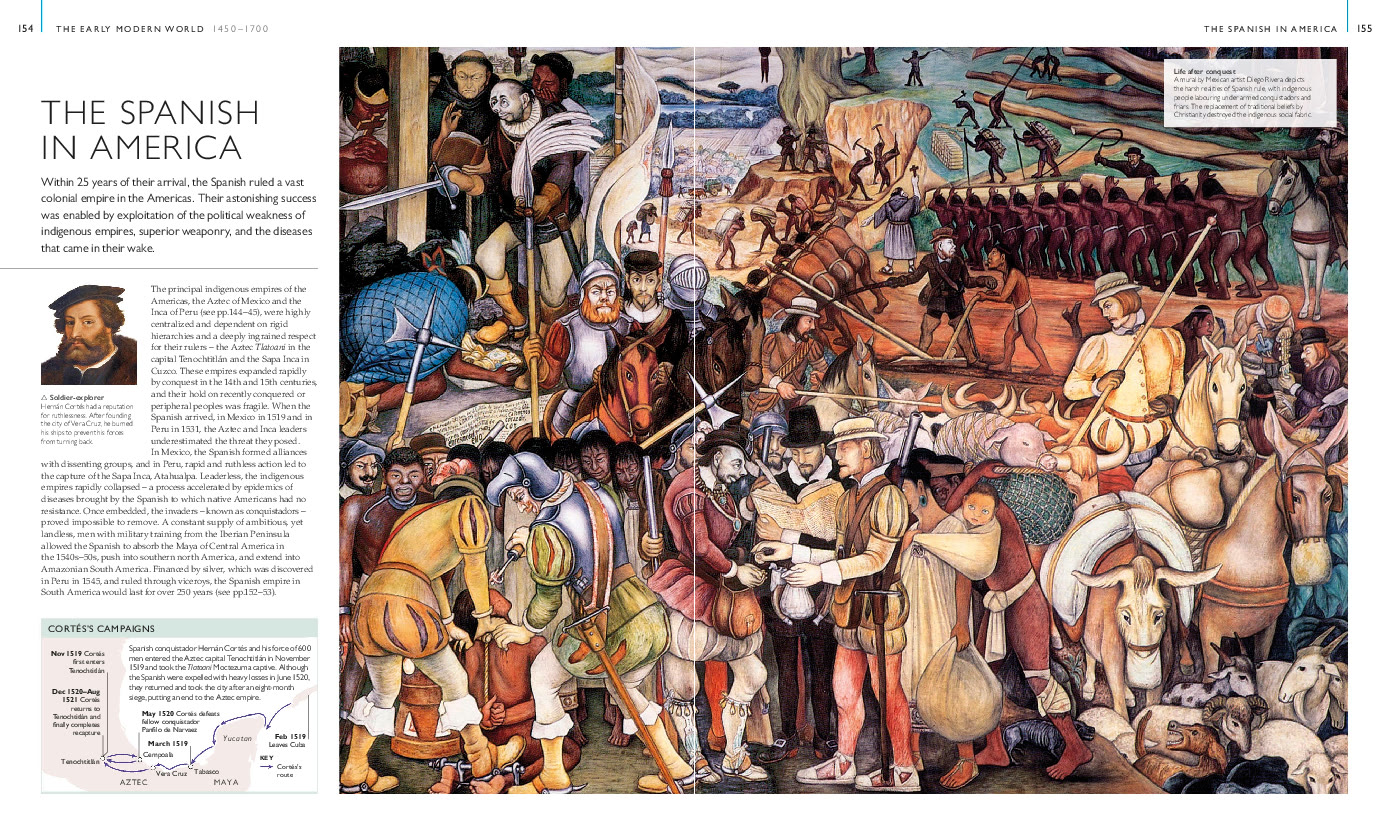 154
THE EARLY MODERN WORLD 1450–1700
THE SPANISH IN AMERICA
155
THE SPANISH
IN AMERICA
Within 25 years of their arrival, the Spanish ruled a vast
colonial empire in the Americas. Their astonishing success
was enabled by exploitation of the political weakness of
indigenous empires, superior weaponry, and the diseases
that came in their wake.
△ Soldier-explorer
Hernán Cortés had a reputation
for ruthlessness. After founding
the city of Vera Cruz, he burned
his ships to prevent his forces
from turning back.
The principal indigenous empires of the
Americas, the Aztec of Mexico and the
Inca of Peru (see pp.144–45), were highly
centralized and dependent on rigid
hierarchies and a deeply ingrained respect
for their rulers – the Aztec Tlatoani in the
capital Tenochtitlán and the Sapa Inca in
Cuzco. These empires expanded rapidly
by conquest in the 14th and 15th centuries,
and their hold on recently conquered or
peripheral peoples was fragile. When the
Spanish arrived, in Mexico in 1519 and in
Peru in 1531, the Aztec and Inca leaders
underestimated the threat they posed.
In Mexico, the Spanish formed alliances
with dissenting groups, and in Peru, rapid and ruthless action led to
the capture of the Sapa Inca, Atahualpa. Leaderless, the indigenous
empires rapidly collapsed – a process accelerated by epidemics of
diseases brought by the Spanish to which native Americans had no
resistance. Once embedded, the invaders – known as conquistadors –
proved impossible to remove. A constant supply of ambitious, yet
landless, men with military training from the Iberian Peninsula
allowed the Spanish to absorb the Maya of Central America in
the 1540s–50s, push into southern north America, and extend into
Amazonian South America. Financed by silver, which was discovered
in Peru in 1545, and ruled through viceroys, the Spanish empire in
South America would last for over 250 years (see pp.152–53).
CORTÉS'S CAMPAIGNS
Spanish conquistador Hernán Cortés and his force of 600
men entered the Aztec capital Tenochtitlán in November
1519 and took the Tlatoani Moctezuma captive. Although
the Spanish were expelled with heavy losses in June 1520,
they returned and took the city after an eight-month
siege, putting an end to the Aztec empire.
Nov 1519 Cortés
first enters
Tenochtitlán
Dec 1520–Aug
1521 Cortés
returns to
Tenochtitlán and
finally completes
recapture
May 1520 Cortés defeats
fellow conquistador
Panfilo de Narvaez
March 1519
Yucatan
Feb 1519
Leaves Cuba
Cempoala
Tenochtitlán
Vera Cruz
Tabasco
AZTEC
MAYA
KEY
Cortés's
route
Life after conquest
A mural by Mexican artist Diego Rivera depicts
the harsh realities of Spanish rule, with indigenous
people labouring under armed conquistadors and
friars. The replacement of traditional beliefs by
Christianity destroyed the indigenous social fabric.